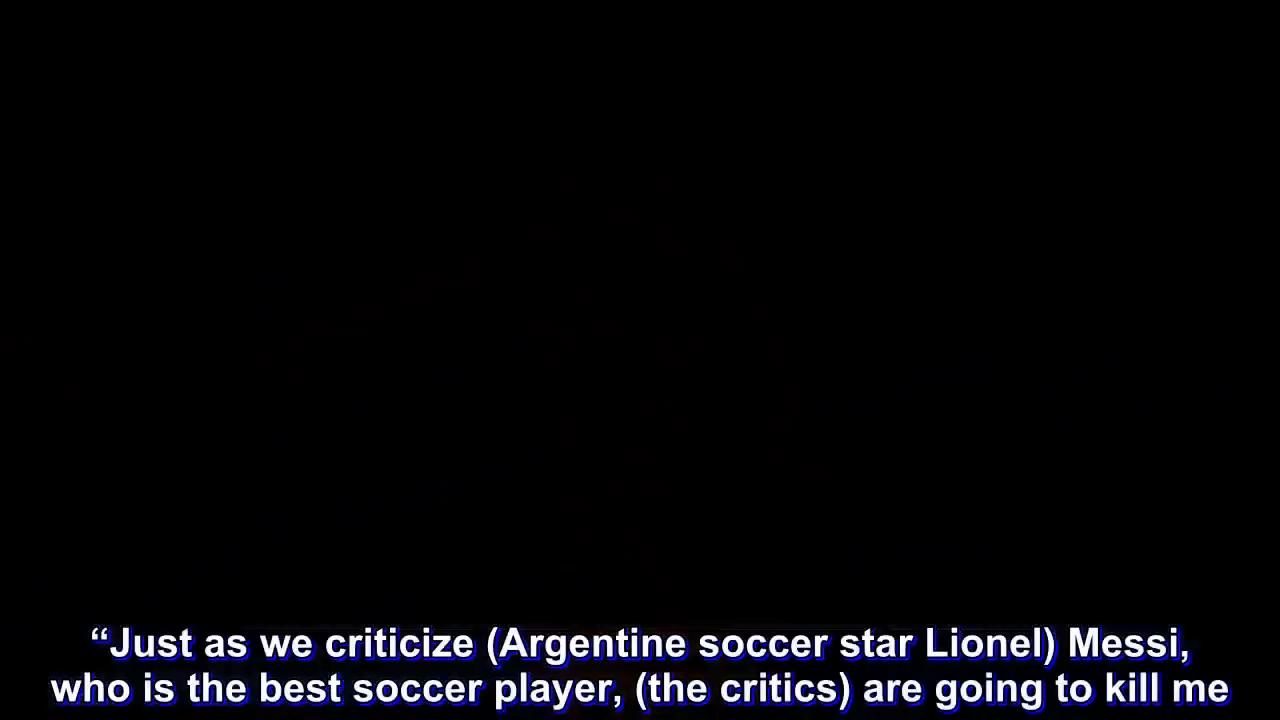 “Just as we criticize (Argentine soccer star Lionel) Messi,
who is the best soccer player, (the critics) are going to kill me